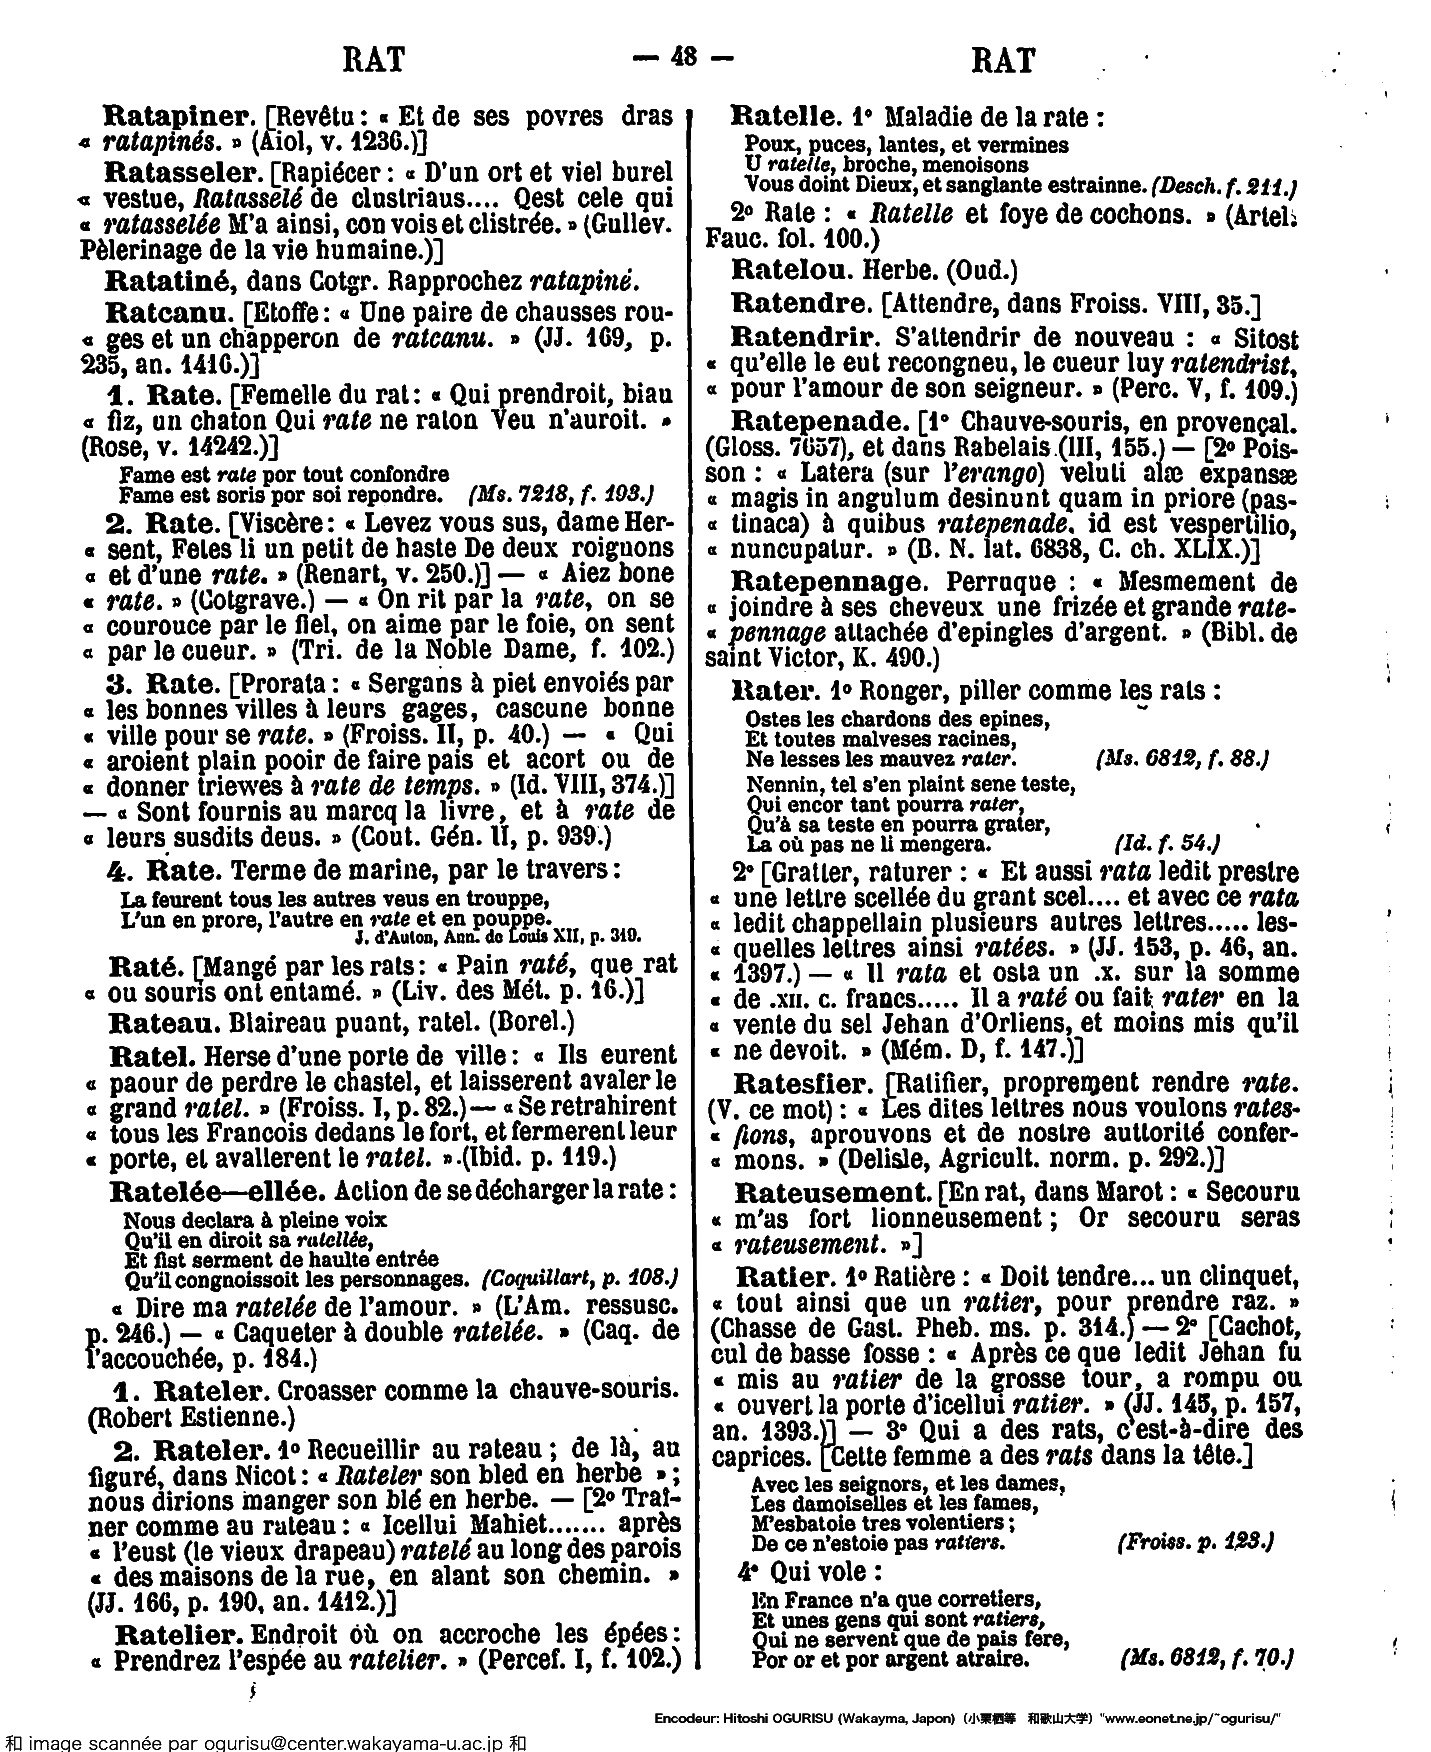 RAT — 48 — RAT
Ratapiner. [Revêtu : « Et de ses povres dras
« ratapinés. » (Aiol, v. 1236.)]
Ratasseler. [Rapiécer : « D'un ort et viel burel
« vestue, Ratasselé de clustriaus.... Qest cele qui
« ratasselée M'a ainsi, con vois et clistrée. » (Gullev.
Pèlerinage de la vie humaine.)]
Ratatiné, dans Cotgr. Rapprochez ratapiné.
Ratcanu. [Etoffe : « Une paire de chausses rou-
« ges et un chapperon de ratcanu. » (JJ. 169, p.
235, an. 1416.)]
1. Rate. [Femelle du rat : « Qui prendroit, biau
« fiz, un chaton Qui rate ne raton Veu n'auroit. »
(Rose, v. 14242.)]
Fame est rate por tout confondre
Fame est soris por soi repondre. (Ms. 7218, f. 193.)
2. Rate. [Viscère : « Levez vous sus, dame Her-
« sent, Fetes li un petit de haste De deux roignons
« et d'une rate. » (Renart, v. 250.)] — « Aiez bone
« rate. » (Cotgrave.) — « On rit par la rate, on se
« courouce par le fiel, on aime par le foie, on sent
« par le cueur. » (Tri. de la Noble Dame, f. 102.)
3. Rate. [Prorata : « Sergans à piet envoiés par
« les bonnes villes à leurs gages, cascune bonne
« ville pour se rate. » (Froiss. II, p. 40.) — « Qui
« aroient plain pooir de faire pais et acort ou de
« donner triewes à rate de temps. » (Id. VIII, 374.)]
— « Sont fournis au marcq la livre, et à rate de
« leurs susdits deus. » (Cout. Gén. II, p. 939.)
4. Rate. Terme de marine, par le travers :
La feurent tous les autres veus en trouppe,
L'un en prore, l'autre en rate et en pouppe.
J. d'Auton, Ann. de Louis XII, p. 319.
Raté. [Mangé par les rats : « Pain raté, que rat
« ou souris ont entamé. » (Liv. des Mét. p. 16.)]
Rateau. Blaireau puant, ratel. (Borel.)
Ratel. Herse d'une porte de ville : « Ils eurent
« paour de perdre le chastel, et laisserent avaler le
« grand ratel. » (Froiss. I, p. 82.) — « Se retrahirent
« tous les Francois dedans le fort, et fermerent leur
« porte, et avallerent le ratel. » (Ibid. p. 119.)
Ratelée—ellée. Action de se décharger la rate :
Nous declara à pleine voix
Qu'il en diroit sa ratellée,
Et fist serment de haulte entrée
Qu'il congnoissoit les personnages. (Coquillart, p. 108.)
« Dire ma ratelée de l'amour. » (L'Am. ressusc.
p. 246.) — « Caqueter à double ratelée. » (Caq. de
l'accouchée, p. 184.)
1. Rateler. Croasser comme la chauve-souris.
(Robert Estienne.)
2. Rateler. 1º Recueillir au rateau ; de là, au
figuré, dans Nicot : « Rateler son bled en herbe » ;
nous dirions manger son blé en herbe. — [2º Trai-
ner comme au rateau : « Icellui Mahiet....... après
« l'eust (le vieux drapeau) ratelé au long des parois
« des maisons de la rue, en alant son chemin. »
(JJ. 166, p. 190, an. 1412.)]
Ratelier. Endroit où on accroche les épées :
« Prendrez l'espée au ratelier. » (Percef. I, f. 102.)
Ratelle. 1º Maladie de la rate :
Poux, puces, lantes, et vermines
U ratelle, broche, menoisons
Vous doint Dieux, et sanglante estrainne. (Desch. f. 211.)
2º Rate : « Ratelle et foye de cochons. » (Artel.
Fauc. fol. 100.)
Ratelou. Herbe. (Oud.)
Ratendre. [Attendre, dans Froiss. VIII, 35.]
Ratendrir. S'attendrir de nouveau : « Sitost
« qu'elle le eut recongneu, le cueur luy ratendrist,
« pour l'amour de son seigneur. » (Perc. V, f. 109.)
Ratepenade. [1º Chauve-souris, en provençal.
(Gloss. 7657), et dans Rabelais (III, 155.) — [2º Pois-
son : « Latera (sur l'erango) veluti alæ expansæ
« magis in angulum desinunt quam in priore (pas-
« tinaca) à quibus ratepenade. id est vespertilio,
« nuncupatur. » (B. N. lat. 6838, C. ch. XLIX.)]
Ratepennage. Perruque : « Mesmement de
« joindre à ses cheveux une frizée et grande rate-
« pennage attachée d'epingles d'argent. » (Bibl. de
saint Victor, K. 490.)
Rater. 1º Ronger, piller comme les rats :
Ostes les chardons des epines,
Et toutes malveses racines,
Ne lesses les mauvez rater. (Ms. 6812, f. 88.)
Nennin, tel s'en plaint sene teste,
Qui encor tant pourra rater,
Qu'à sa teste en pourra grater,
La où pas ne li mengera. (Id. f. 54.)
2º [Gratter, raturer : « Et aussi rata ledit prestre
« une lettre scellée du grant scel.... et avec ce rata
« ledit chappellain plusieurs autres lettres..... les-
« quelles lettres ainsi ratées. » (JJ. 153, p. 46, an.
« 1397.) — « Il rata et osta un .x. sur la somme
« de .xii. c. francs..... Il a raté ou fait rater en la
« vente du sel Jehan d'Orliens, et moins mis qu'il
« ne devoit. » (Mém. D, f. 147.)]
Ratesfier. [Ratifier, proprement rendre rate.
(V. ce mot) : « Les dites lettres nous voulons rates-
« fions, aprouvons et de nostre auttorité confer-
« mons. » (Delisle, Agricult. norm. p. 292.)]
Rateusement. [En rat, dans Marot : « Secouru
« m'as fort lionneusement ; Or secouru seras
« rateusement. »]
Ratier. 1º Ratière : « Doit tendre... un clinquet,
« tout ainsi que un ratier, pour prendre raz. »
(Chasse de Gast. Pheb. ms. p. 314.) — 2º [Cachot,
cul de basse fosse : « Après ce que ledit Jehan fu
« mis au ratier de la grosse tour, a rompu ou
« ouvert la porte d'icellui ratier. » (JJ. 145, p. 157,
an. 1393.)] — 3º Qui a des rats, c'est-à-dire des
caprices. [Cette femme a des rats dans la tête.]
Avec les seignors, et les dames,
Les damoiselles et les fames,
M'esbatoie tres volentiers ;
De ce n'estoie pas ratiers. (Froiss. p. 123.)
4º Qui vole :
En France n'a que corretiers,
Et unes gens qui sont ratiers,
Qui ne servent que de pais fere,
Por or et por argent atraire. (Ms. 6812, f. 70.)
Encodeur: Hitoshi OGURISU (Wakayma, Japon) (小栗栖等 和歌山大学) "www.eonet.ne.jp/~ogurisu/"
和 image scannée par ogurisu@center.wakayama-u.ac.jp 和